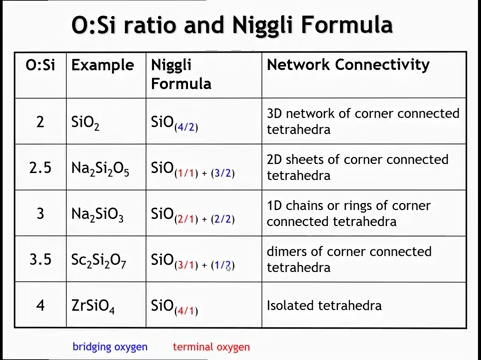 O:Si ratio and Niggli Formula
O:Si Example Niggli Formula Network Connectivity
2 SiO₂ SiO(4/2) 3D network of corner connected tetrahedra
2.5 Na₂Si₂O₅ SiO(1/1) + (3/2) 2D sheets of corner connected tetrahedra
3 Na₂SiO₃ SiO(2/1) + (2/2) 1D chains or rings of corner connected tetrahedra
3.5 Sc₂Si₂O₇ SiO(3/1) + (1/2) dimers of corner connected tetrahedra
4 ZrSiO₄ SiO(4/1) Isolated tetrahedra
bridging oxygen terminal oxygen